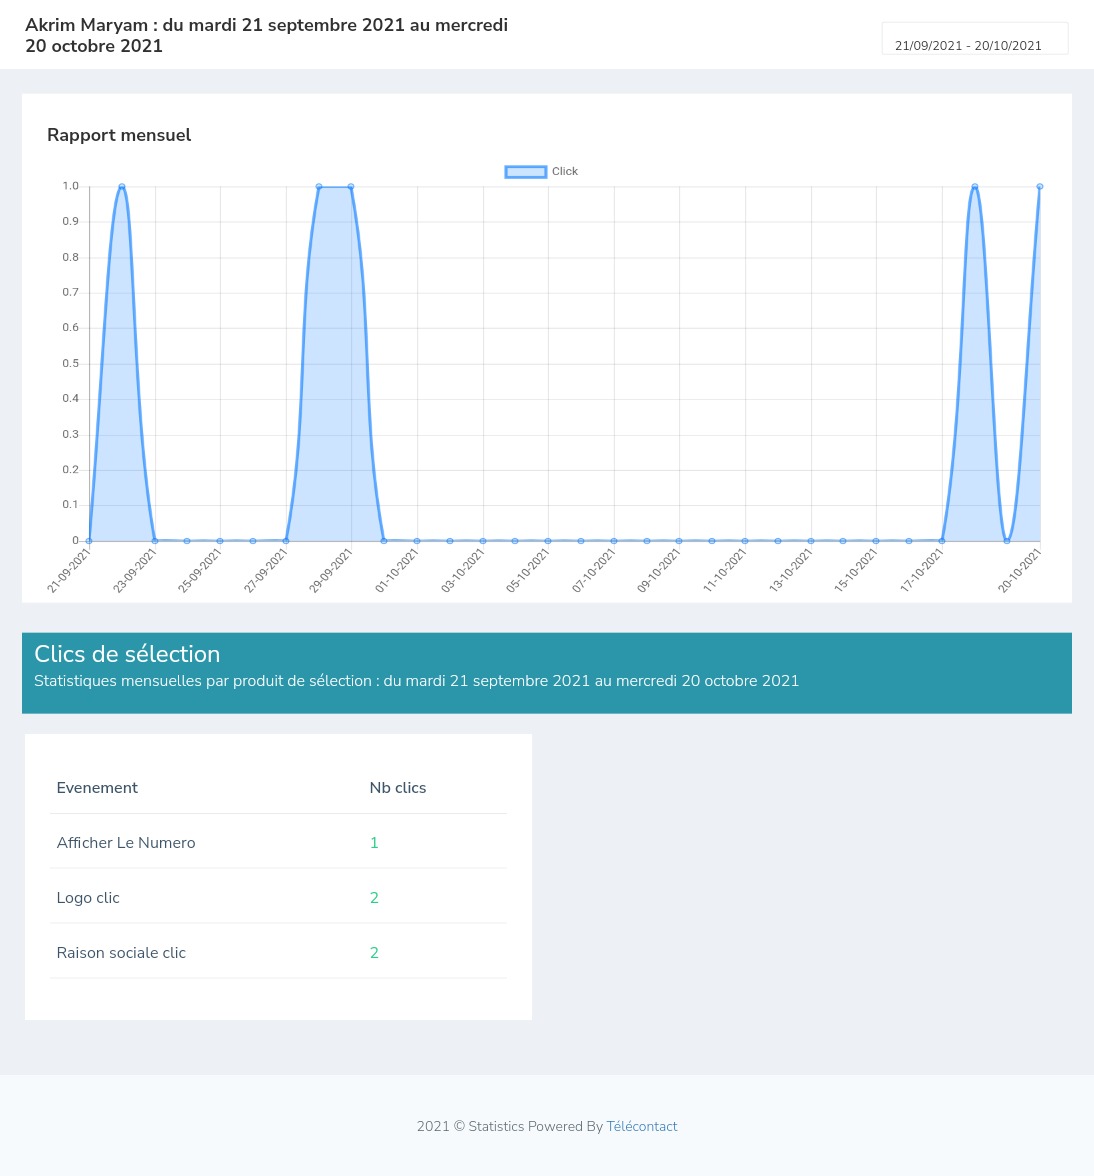 Akrim Maryam : du mardi 21 septembre 2021 au mercredi
20 octobre 2021
21/09/2021 - 20/10/2021
Rapport mensuel
Click
1.0
0.9
0.8
0.7
0.6
0.5
0.4
0.3
0.2
0.1
0
21-09-2021
23-09-2021
25-09-2021
27-09-2021
29-09-2021
01-10-2021
03-10-2021
05-10-2021
07-10-2021
09-10-2021
11-10-2021
13-10-2021
15-10-2021
17-10-2021
20-10-2021
Clics de sélection
Statistiques mensuelles par produit de sélection : du mardi 21 septembre 2021 au mercredi 20 octobre 2021
Evenement Nb clics
Afficher Le Numero 1
Logo clic 2
Raison sociale clic 2
2021 © Statistics Powered By Télécontact